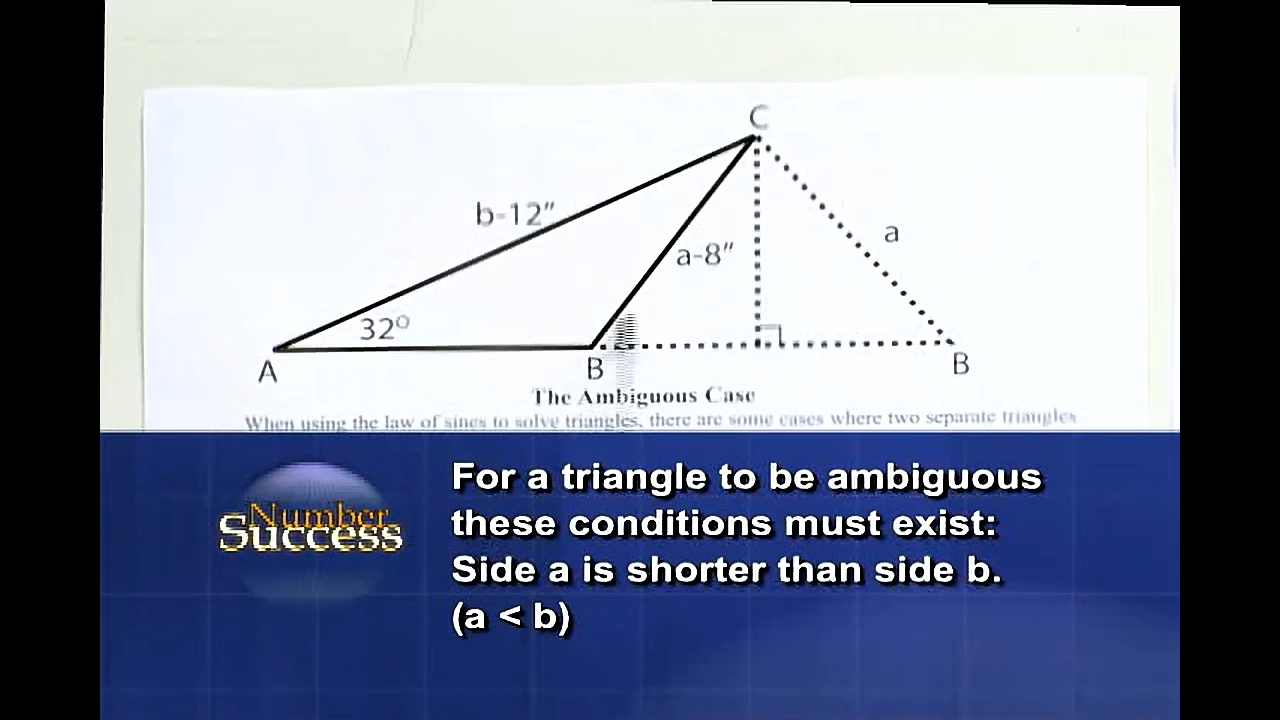 C
b-12"
a
a-8"
32°
A
B
B
The Ambiguous Case
When using the law of sines to solve triangles, there are some cases where two separate triangles
Number
Success
For a triangle to be ambiguous
these conditions must exist:
Side a is shorter than side b.
(a < b)